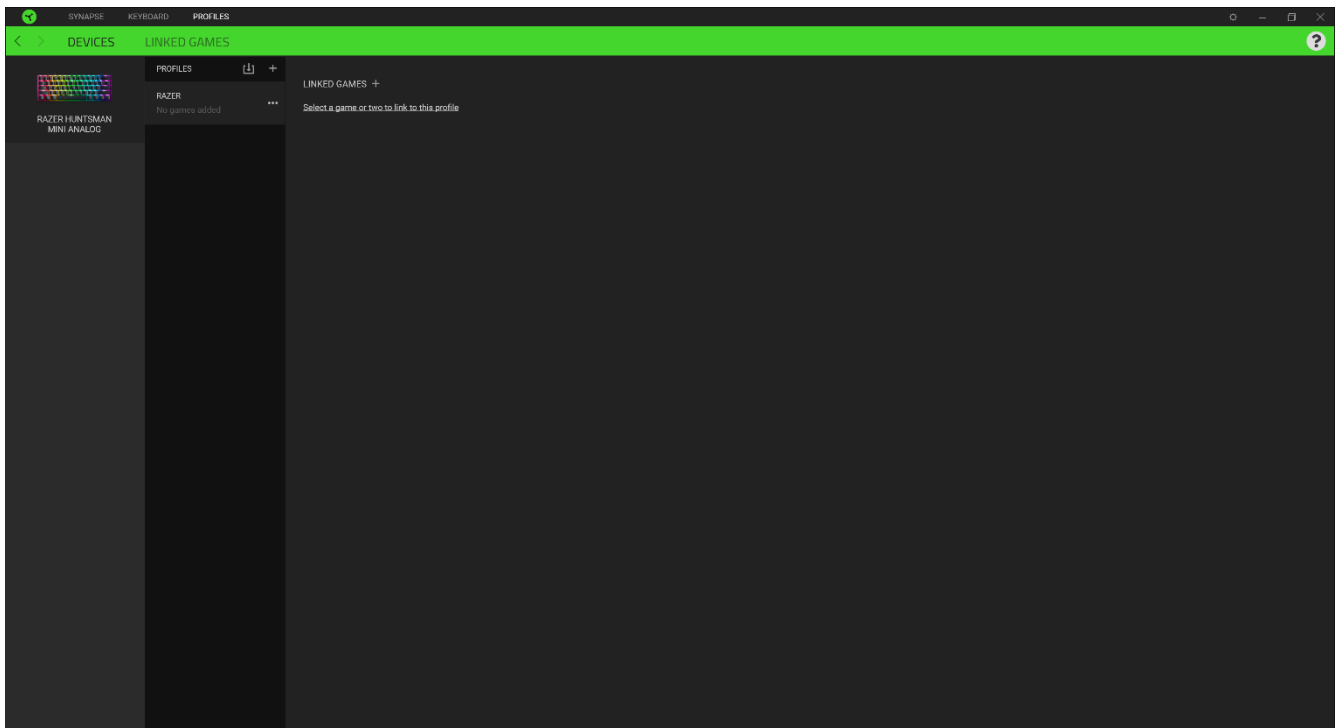 SYNAPSE KEYBOARD PROFILES
DEVICES LINKED GAMES ?
RAZER HUNTSMAN
MINI ANALOG
PROFILES
RAZER
No games added
LINKED GAMES
Select a game or two to link to this profile